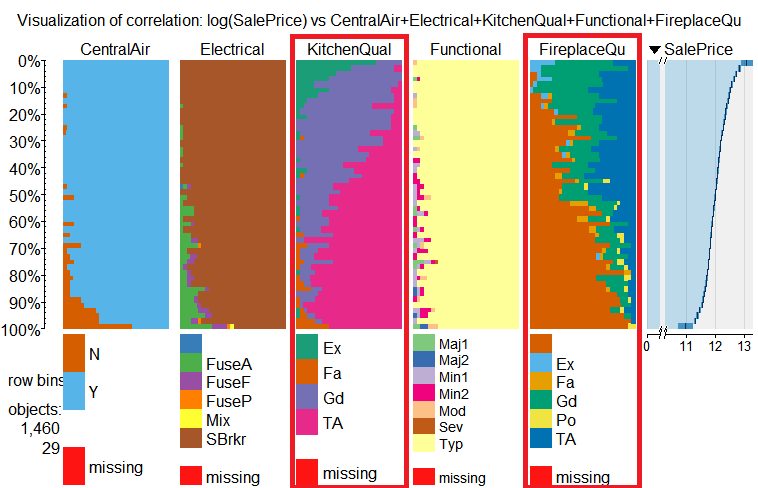 Visualization of correlation: log(SalePrice) vs CentralAir+Electrical+KitchenQual+Functional+FireplaceQu
CentralAir Electrical KitchenQual Functional FireplaceQu SalePrice
0%
10%
20%
30%
40%
50%
60%
70%
80%
90%
100%
0 11 12 13
row bins
objects:
1,460
29
N
Y
missing
FuseA
FuseF
FuseP
Mix
SBrkr
missing
Ex
Fa
Gd
TA
missing
Maj1
Maj2
Min1
Min2
Mod
Sev
Typ
missing
Ex
Fa
Gd
Po
TA
missing